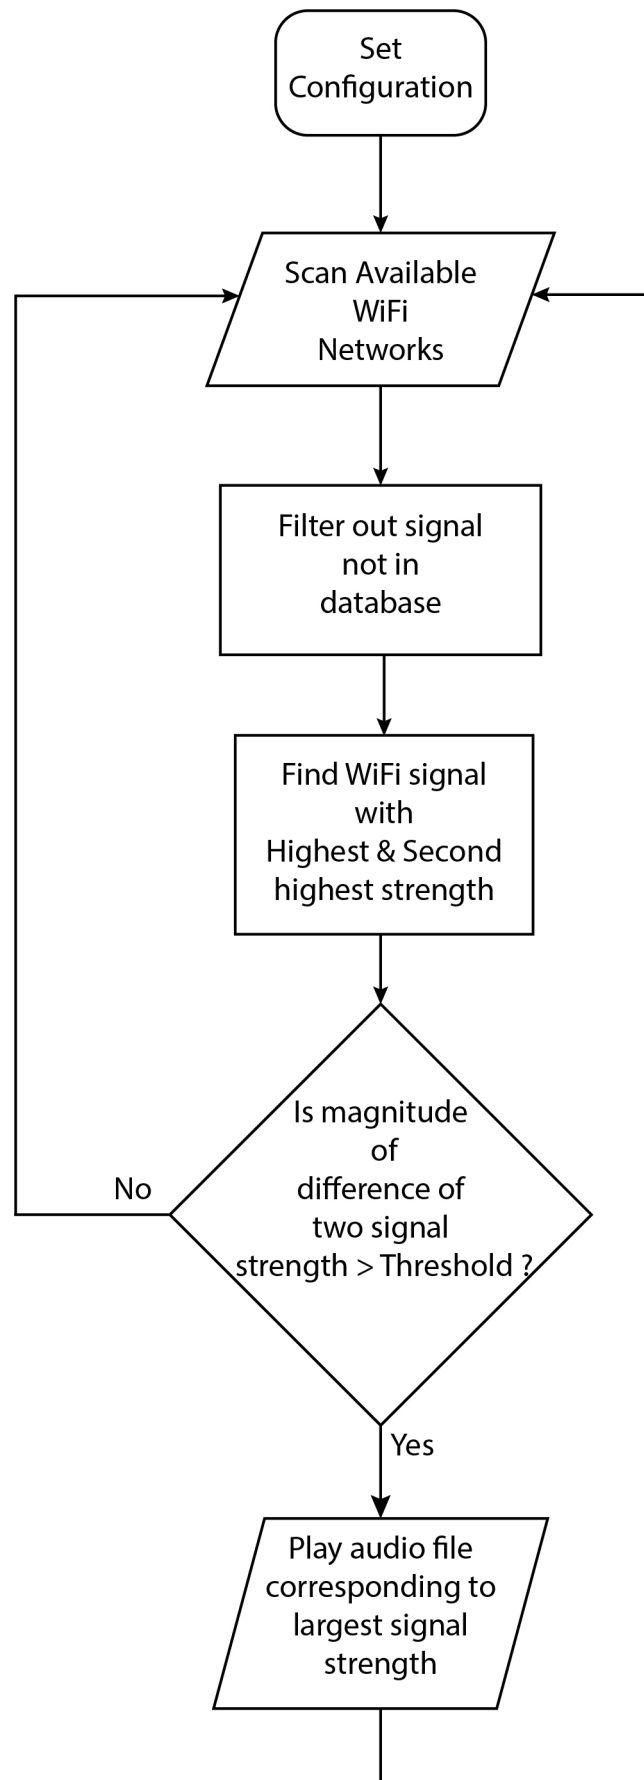 Set
Configuration
Scan Available
WiFi
Networks
Filter out signal
not in
database
Find WiFi signal
with
Highest & Second
highest strength
Is magnitude
of
difference of
two signal
strength > Threshold ?
No
Yes
Play audio file
corresponding to
largest signal
strength